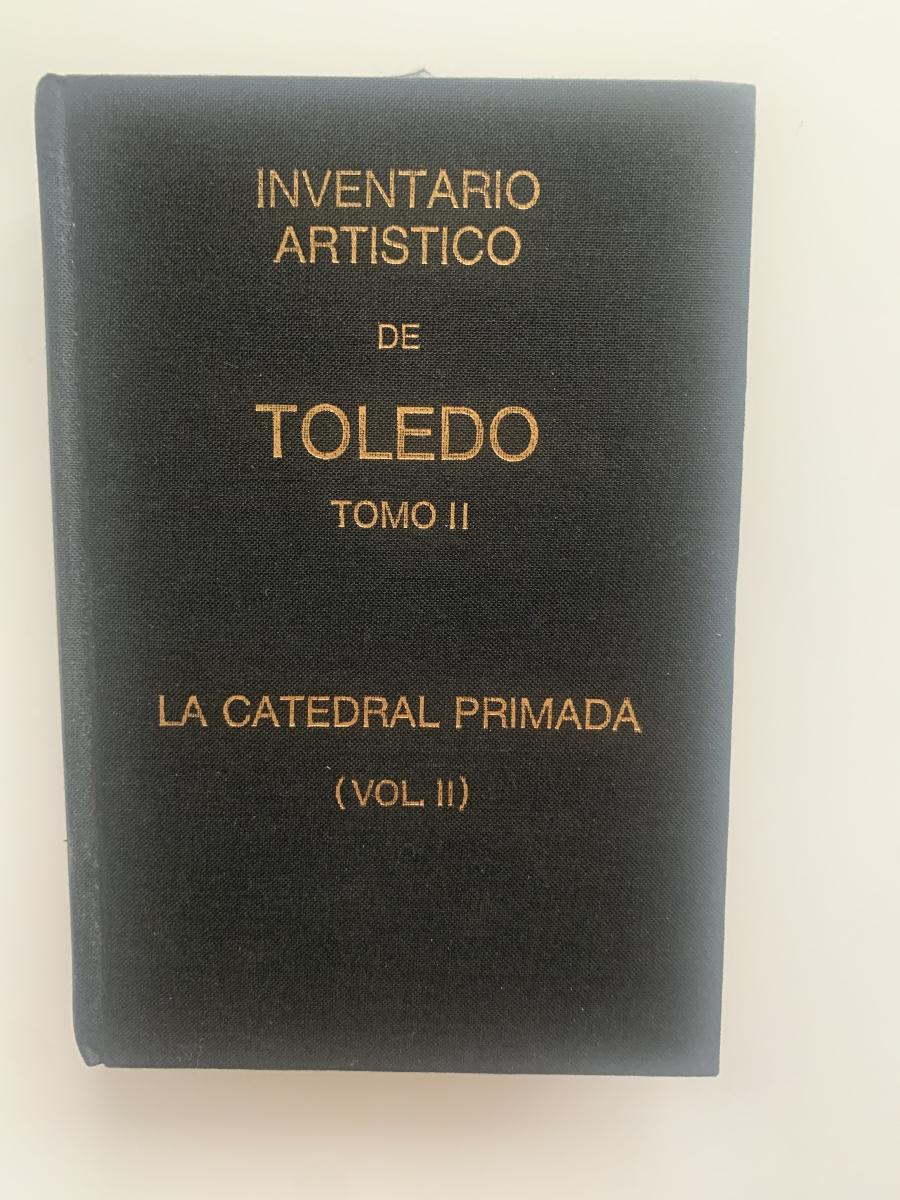 INVENTARIO
ARTISTICO
DE
TOLEDO
TOMO II
LA CATEDRAL PRIMADA
(VOL. II)